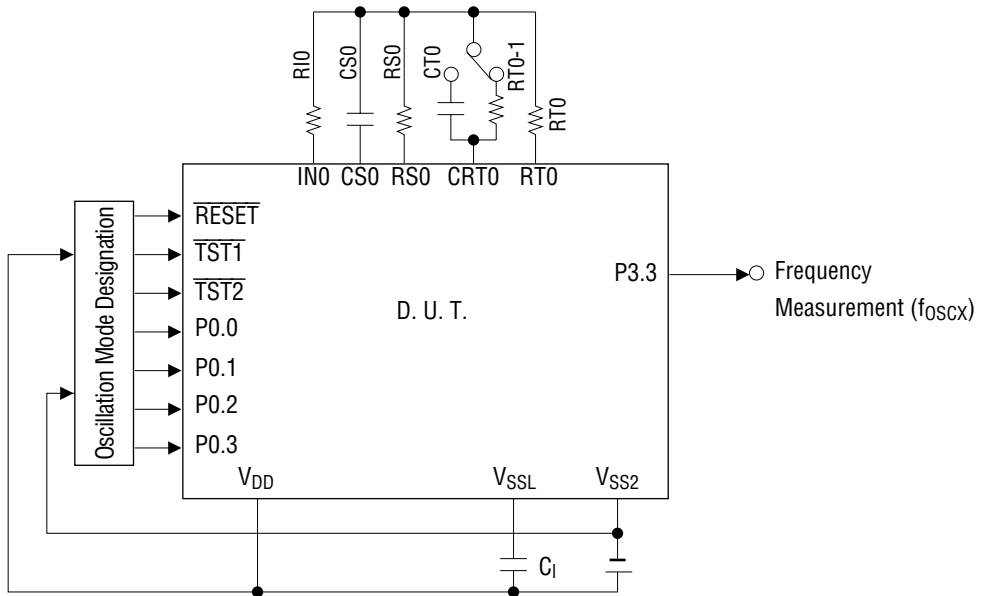 RI0
CS0
RS0
CT0
RT0-1
RT0
IN0 CS0 RS0 CRT0 RT0
Oscillation Mode Designation
RESET
TST1
TST2
P0.0
P0.1
P0.2
P0.3
D. U. T.
P3.3
Frequency
Measurement (fOSCX)
VDD
VSSL
VSS2
CI